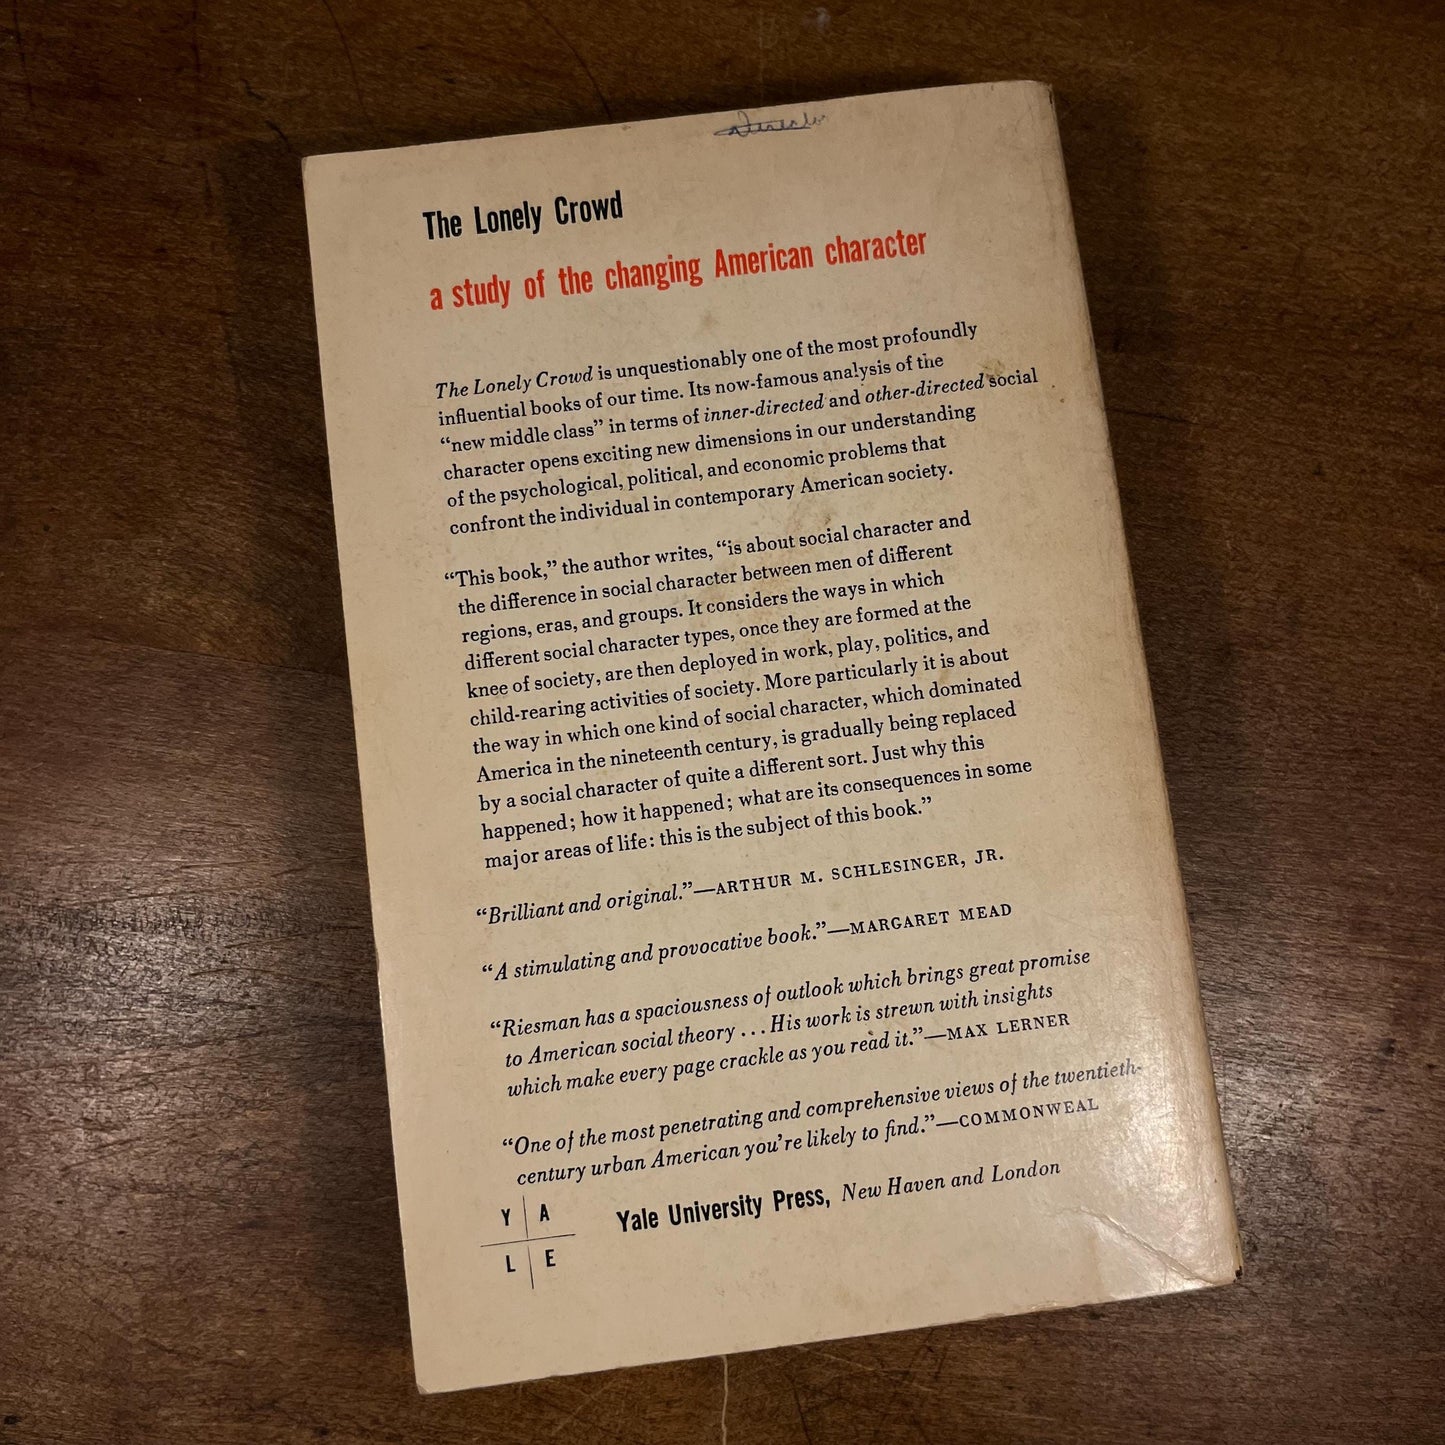 The Lonely Crowd
a study of the changing American character
The Lonely Crowd is unquestionably one of the most profoundly
influential books of our time. Its now-famous analysis of the
“new middle class” in terms of inner-directed and other-directed social
character opens exciting new dimensions in our understanding
of the psychological, political, and economic problems that
confront the individual in contemporary American society.
“This book,” the author writes, “is about social character and
the difference in social character between men of different
regions, eras, and groups. It considers the ways in which
different social character types, once they are formed at the
knee of society, are then deployed in work, play, politics, and
child-rearing activities of society. More particularly it is about
the way in which one kind of social character, which dominated
America in the nineteenth century, is gradually being replaced
by a social character of quite a different sort. Just why this
happened; how it happened; what are its consequences in some
major areas of life: this is the subject of this book.”
“Brilliant and original.”—ARTHUR M. SCHLESINGER, JR.
“A stimulating and provocative book.”—MARGARET MEAD
“Riesman has a spaciousness of outlook which brings great promise
to American social theory . . . His work is strewn with insights
which make every page crackle as you read it.”—MAX LERNER
“One of the most penetrating and comprehensive views of the twentieth-
century urban American you’re likely to find.”—COMMONWEAL
Y A
L E
Yale University Press, New Haven and London